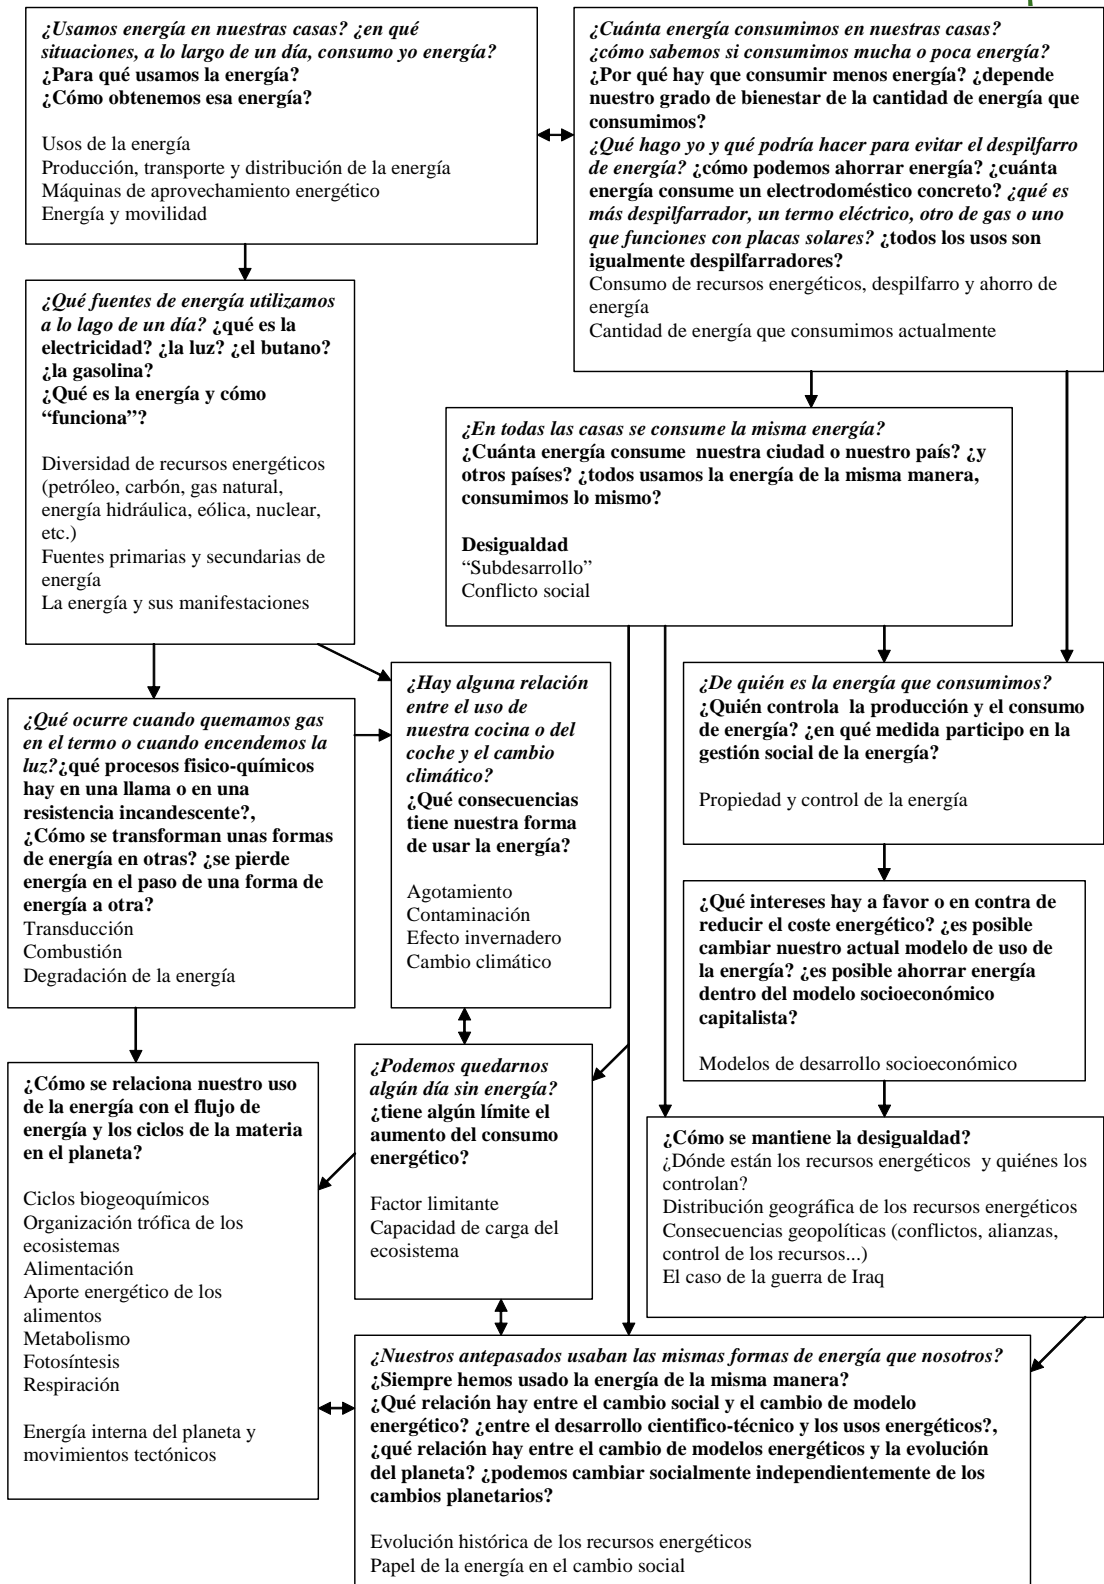 ¿Usamos energía en nuestras casas? ¿en qué
situaciones, a lo largo de un día, consumo yo energía?
¿Para qué usamos la energía?
¿Cómo obtenemos esa energía?
Usos de la energía
Producción, transporte y distribución de la energía
Máquinas de aprovechamiento energético
Energía y movilidad
¿Cuánta energía consumimos en nuestras casas?
¿cómo sabemos si consumimos mucha o poca energía?
¿Por qué hay que consumir menos energía? ¿depende
nuestro grado de bienestar de la cantidad de energía que
consumimos?
¿Qué hago yo y qué podría hacer para evitar el despilfarro
de energía? ¿cómo podemos ahorrar energía? ¿cuánta
energía consume un electrodoméstico concreto? ¿qué es
más despilfarrador, un termo eléctrico, otro de gas o uno
que funciones con placas solares? ¿todos los usos son
igualmente despilfarradores?
Consumo de recursos energéticos, despilfarro y ahorro de
energía
Cantidad de energía que consumimos actualmente
¿Qué fuentes de energía utilizamos
a lo lago de un día? ¿qué es la
electricidad? ¿la luz? ¿el butano?
¿la gasolina?
¿Qué es la energía y cómo
“funciona”?
Diversidad de recursos energéticos
(petróleo, carbón, gas natural,
energía hidráulica, eólica, nuclear,
etc.)
Fuentes primarias y secundarias de
energía
La energía y sus manifestaciones
¿En todas las casas se consume la misma energía?
¿Cuánta energía consume nuestra ciudad o nuestro país? ¿y
otros países? ¿todos usamos la energía de la misma manera,
consumimos lo mismo?
Desigualdad
“Subdesarrollo”
Conflicto social
¿Qué ocurre cuando quemamos gas
en el termo o cuando encendemos la
luz?¿qué procesos fisico-químicos
hay en una llama o en una
resistencia incandescente?,
¿Cómo se transforman unas formas
de energía en otras? ¿se pierde
energía en el paso de una forma de
energía a otra?
Transducción
Combustión
Degradación de la energía
¿Hay alguna relación
entre el uso de
nuestra cocina o del
coche y el cambio
climático?
¿Qué consecuencias
tiene nuestra forma
de usar la energía?
Agotamiento
Contaminación
Efecto invernadero
Cambio climático
¿De quién es la energía que consumimos?
¿Quién controla la producción y el consumo
de energía? ¿en qué medida participo en la
gestión social de la energía?
Propiedad y control de la energía
¿Qué intereses hay a favor o en contra de
reducir el coste energético? ¿es posible
cambiar nuestro actual modelo de uso de
la energía? ¿es posible ahorrar energía
dentro del modelo socioeconómico
capitalista?
Modelos de desarrollo socioeconómico
¿Cómo se relaciona nuestro uso
de la energía con el flujo de
energía y los ciclos de la materia
en el planeta?
Ciclos biogeoquímicos
Organización trófica de los
ecosistemas
Alimentación
Aporte energético de los
alimentos
Metabolismo
Fotosíntesis
Respiración
Energía interna del planeta y
movimientos tectónicos
¿Podemos quedarnos
algún día sin energía?
¿tiene algún límite el
aumento del consumo
energético?
Factor limitante
Capacidad de carga del
ecosistema
¿Cómo se mantiene la desigualdad?
¿Dónde están los recursos energéticos y quiénes los
controlan?
Distribución geográfica de los recursos energéticos
Consecuencias geopolíticas (conflictos, alianzas,
control de los recursos...)
El caso de la guerra de Iraq
¿Nuestros antepasados usaban las mismas formas de energía que nosotros?
¿Siempre hemos usado la energía de la misma manera?
¿Qué relación hay entre el cambio social y el cambio de modelo
energético? ¿entre el desarrollo cientifico-técnico y los usos energéticos?,
¿qué relación hay entre el cambio de modelos energéticos y la evolución
del planeta? ¿podemos cambiar socialmente independientemente de los
cambios planetarios?
Evolución histórica de los recursos energéticos
Papel de la energía en el cambio social